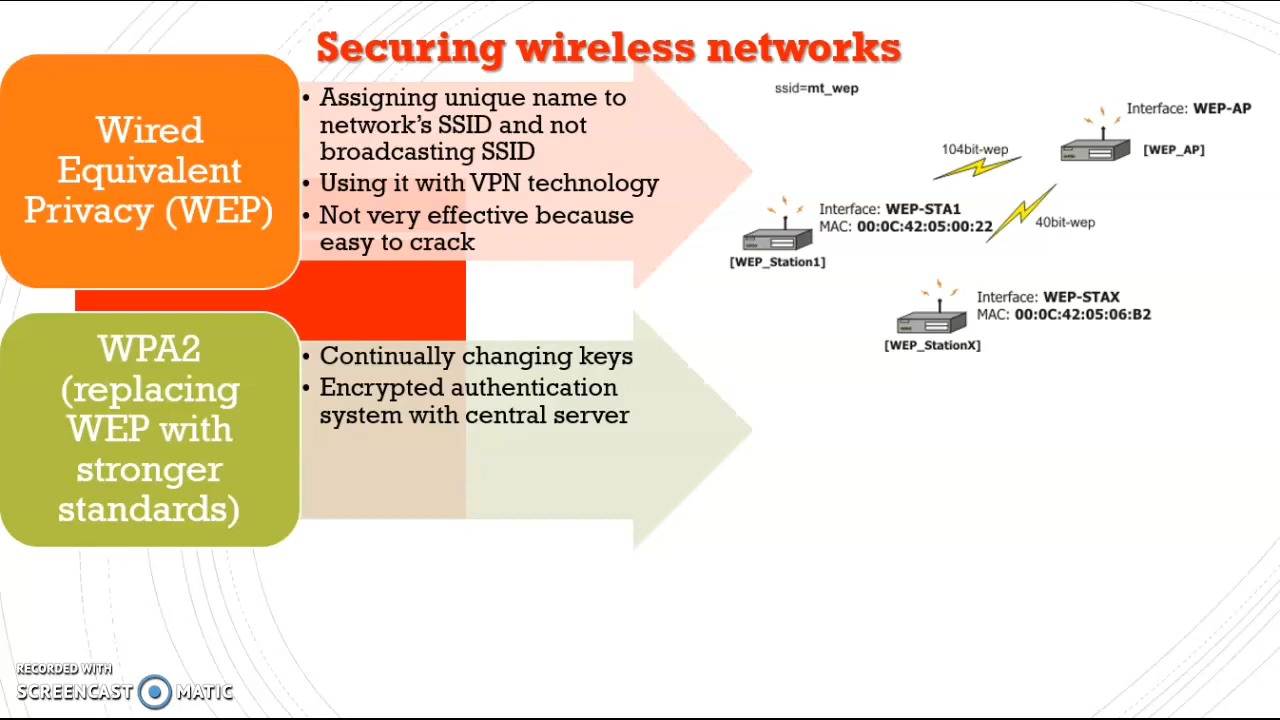 Securing wireless networks
Wired
Equivalent
Privacy (WEP)
• Assigning unique name to
network's SSID and not
broadcasting SSID
• Using it with VPN technology
• Not very effective because
easy to crack
WPA2
(replacing
WEP with
stronger
standards)
• Continually changing keys
• Encrypted authentication
system with central server
ssid=mt_wep
Interface: WEP-AP
[WEP_AP]
104bit-wep
Interface: WEP-STA1
MAC: 00:0C:42:05:00:22
40bit-wep
[WEP_Station1]
Interface: WEP-STAX
MAC: 00:0C:42:05:06:B2
[WEP_StationX]
RECORDED WITH
SCREENCAST MATIC